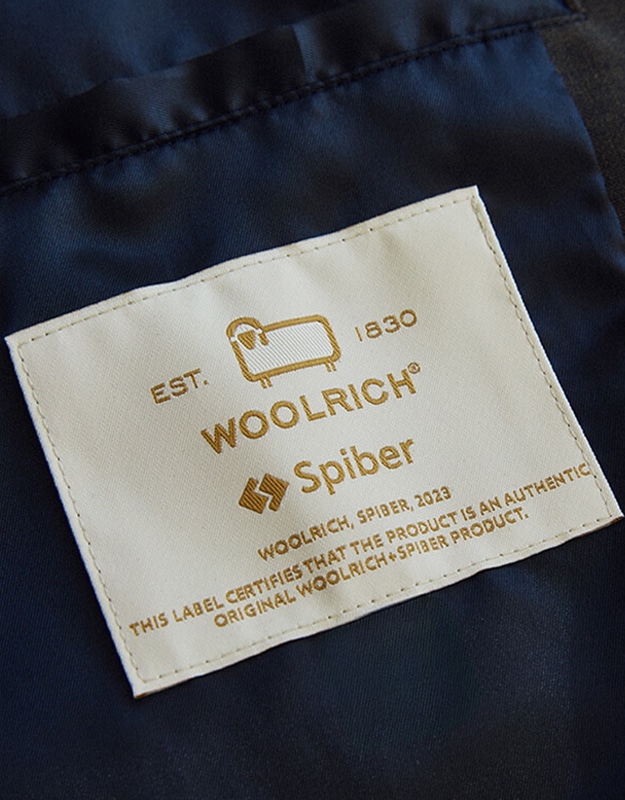 EST. 1830
WOOLRICH®
Spiber
WOOLRICH, SPIBER, 2023
THIS LABEL CERTIFIES THAT THE PRODUCT IS AN AUTHENTIC
ORIGINAL WOOLRICH+SPIBER PRODUCT.